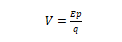 V = Ep/q